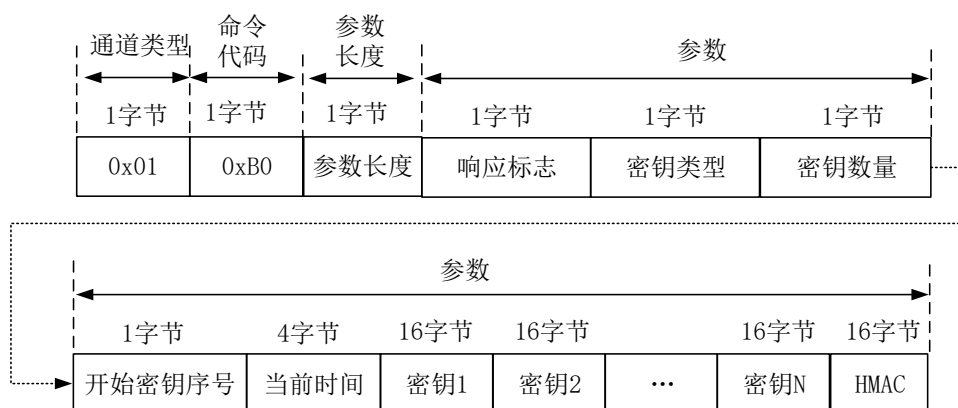 通道类型 命令代码 参数长度 参数
1字节 1字节 1字节 1字节 1字节 1字节
0x01 0xB0 参数长度 响应标志 密钥类型 密钥数量
参数
1字节 4字节 16字节 16字节 16字节 16字节
开始密钥序号 当前时间 密钥1 密钥2 … 密钥N HMAC